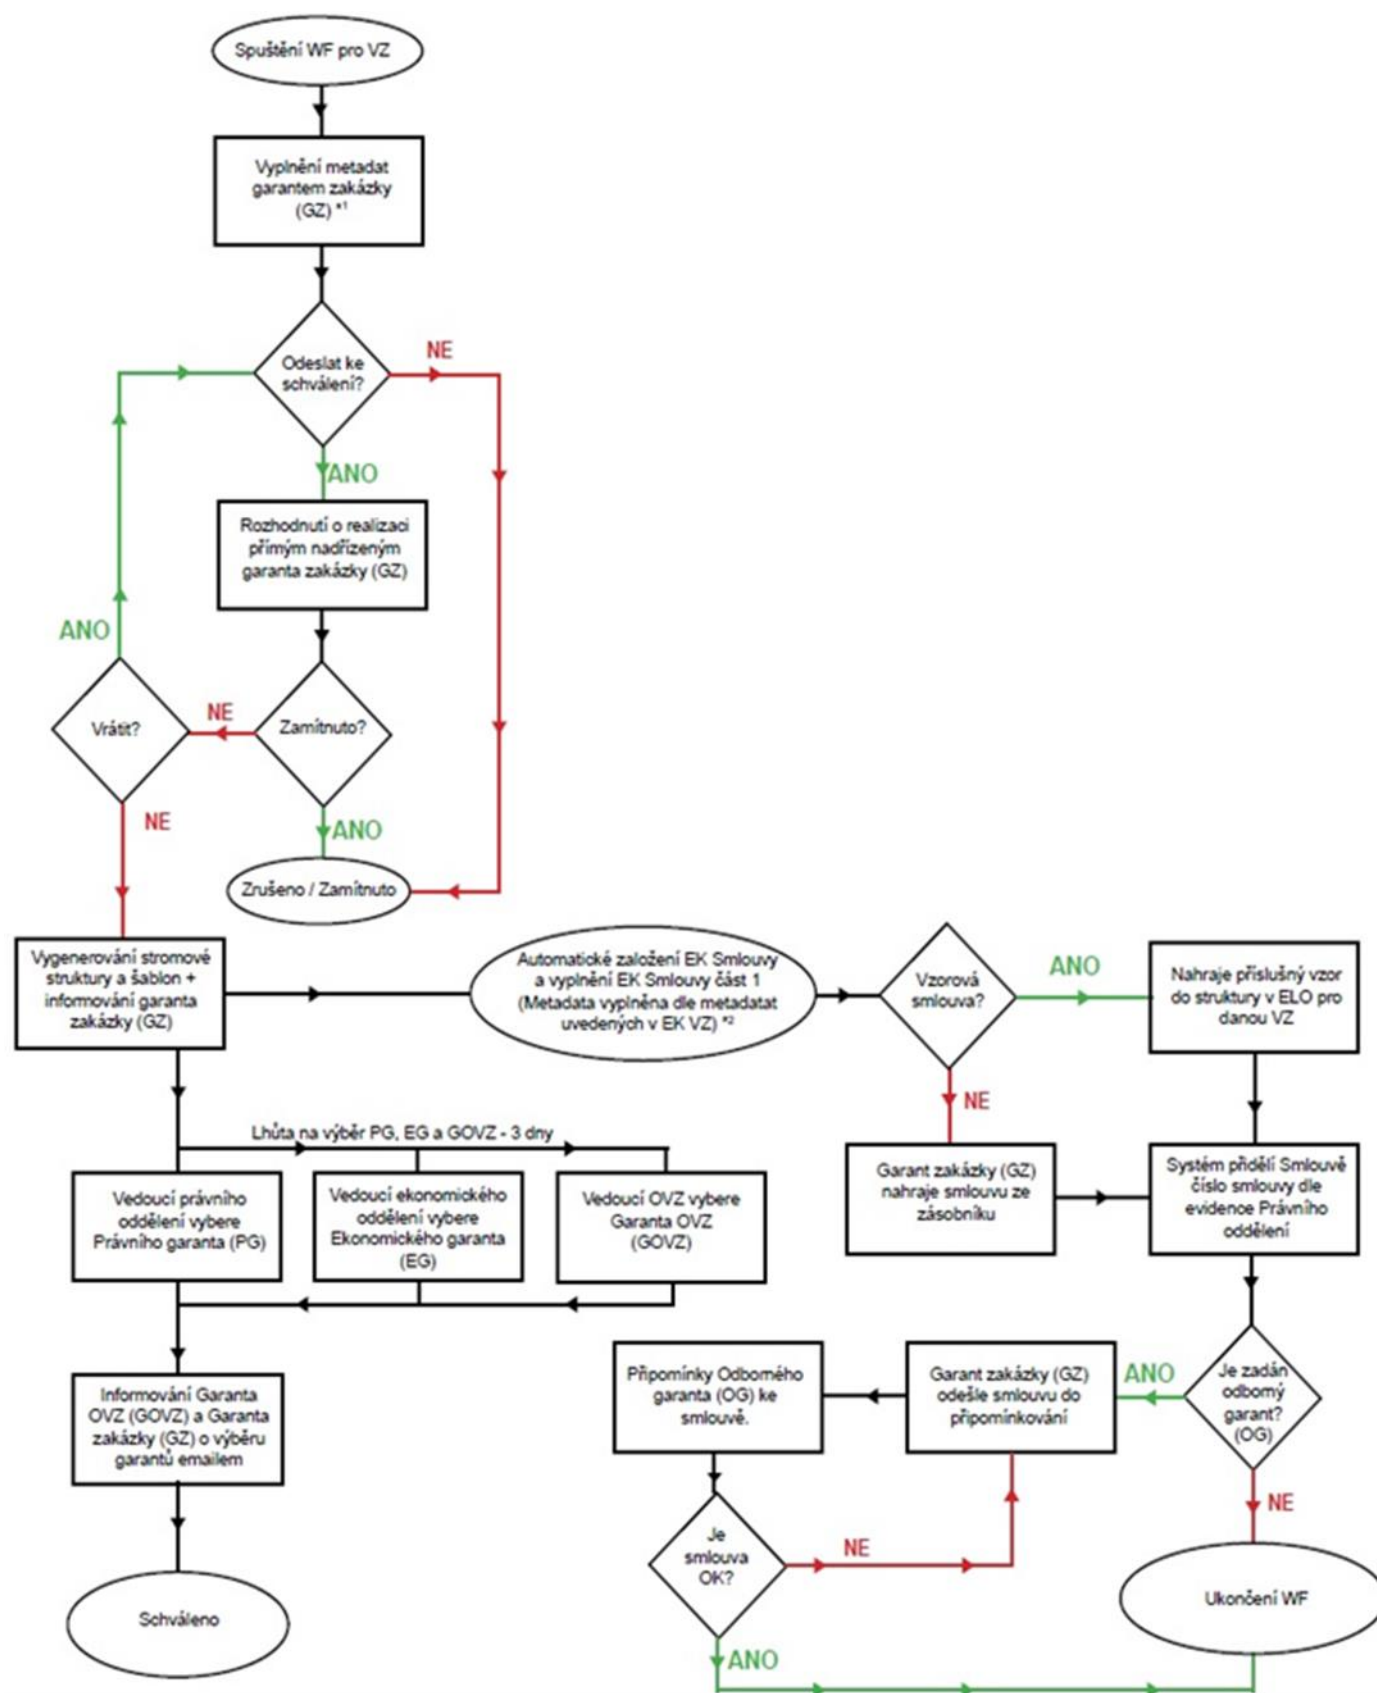 Spuštění WF pro VZ
Vyplnění metadat
garantem zakázky
(GZ) *1
Odeslat ke
schválení?
NE
ANO
Rozhodnutí o realizaci
přímým nadřízeným
garanta zakázky (GZ)
ANO
Vrátit?
NE
Zamítnuto?
NE
ANO
Zrušeno / Zamítnuto
Vygenerování stromové
struktury a šablon +
informování garanta
zakázky (GZ)
Automatické založení EK Smlouvy
a vyplnění EK Smlouvy část 1
(Metadata vyplněna dle metadatat
uvedených v EK VZ) *2
Vzorová
smlouva?
ANO
Nahraje příslušný vzor
do struktury v ELO pro
danou VZ
NE
Lhůta na výběr PG, EG a GOVZ - 3 dny
Vedoucí právního
oddělení vybere
Právního garanta (PG)
Vedoucí ekonomického
oddělení vybere
Ekonomického garanta
(EG)
Vedoucí OVZ vybere
Garanta OVZ
(GOVZ)
Garant zakázky (GZ)
nahraje smlouvu ze
zásobníku
Systém přidělí Smlouvě
číslo smlouvy dle
evidence Právního
oddělení
Informování Garanta
OVZ (GOVZ) a Garanta
zakázky (GZ) o výběru
garantů emailem
Připomínky Odborného
garanta (OG) ke
smlouvě.
Garant zakázky (GZ)
odešle smlouvu do
připomínkování
ANO
Je zadán
odborný
garant?
(OG)
NE
Je
smlouva
OK?
NE
Schváleno
Ukončení WF
ANO